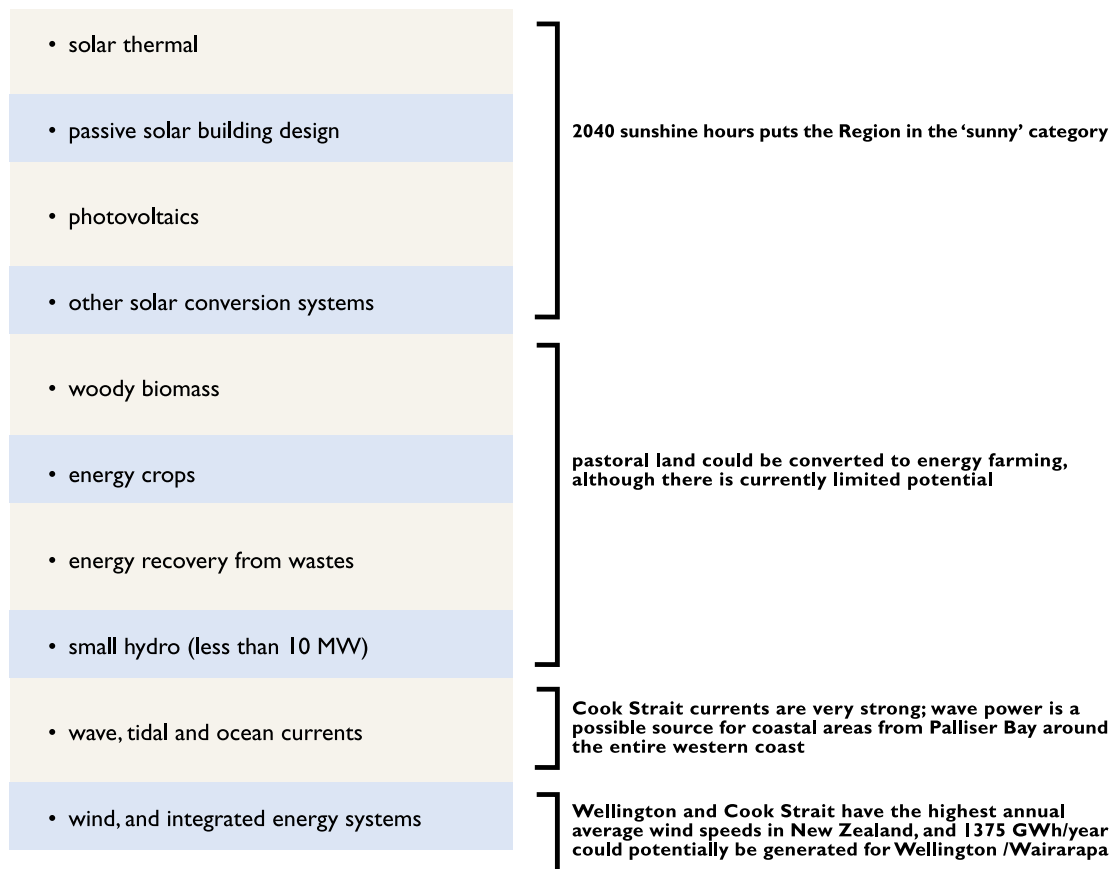 • solar thermal
• passive solar building design
2040 sunshine hours puts the Region in the ‘sunny’ category
• photovoltaics
• other solar conversion systems
• woody biomass
• energy crops
pastoral land could be converted to energy farming,
although there is currently limited potential
• energy recovery from wastes
• small hydro (less than 10 MW)
• wave, tidal and ocean currents
Cook Strait currents are very strong; wave power is a
possible source for coastal areas from Palliser Bay around
the entire western coast
• wind, and integrated energy systems
Wellington and Cook Strait have the highest annual
average wind speeds in New Zealand, and 1375 GWh/year
could potentially be generated for Wellington /Wairarapa